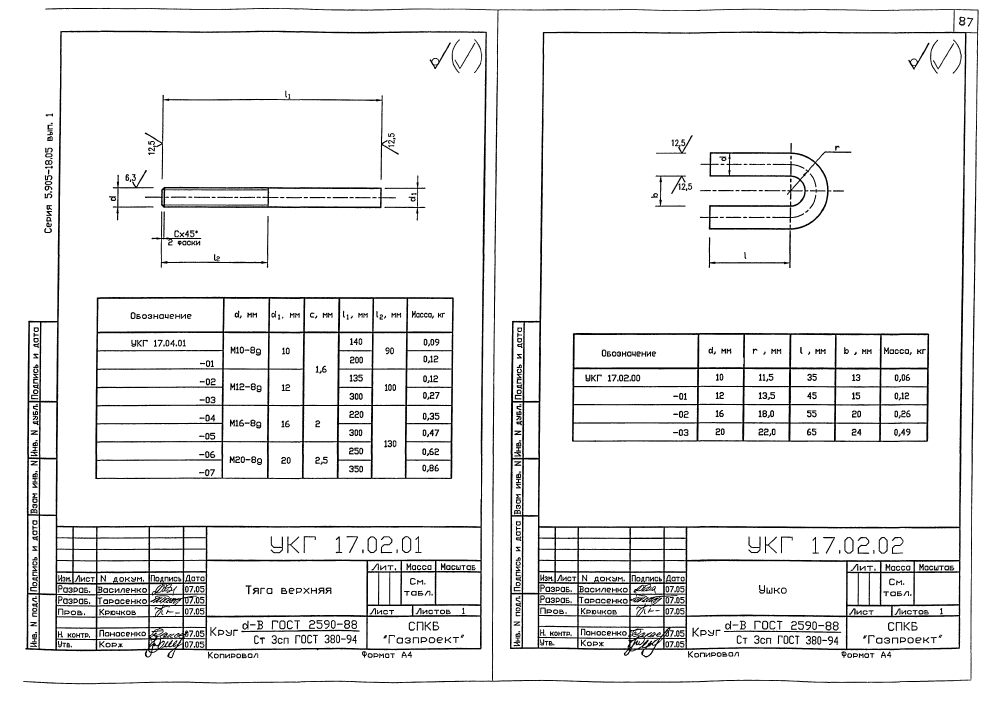 87
Серия 5.905-18.05 вып. 1
l₁
12,5
12,5
6,3
d
d₁
Cx45°
2 фаски
l₂
Обозначение d, мм d₁, мм c, мм l₁, мм l₂, мм Масса, кг
УКГ 17.04.01 М10-8g 10 1,6 140 90 0,09
-01 200 0,12
-02 М12-8g 12 135 100 0,12
-03 300 0,27
-04 М16-8g 16 2 220 130 0,35
-05 300 0,47
-06 М20-8g 20 2,5 250 0,62
-07 350 0,86
Инв. N подл. Подпись и дата Взам инв. N Инв. N дубл. Подпись и дата
УКГ 17.02.01
Изм. Лист N докум. Подпись Дата
Разраб. Василенко 07.05
Разраб. Тарасенко 07.05
Пров. Крючков 07.05
Н. контр. Панасенко 07.05
Утв. Корж 07.05
Тяга верхняя
Лит. Масса Масштаб
См. табл.
Лист Листов 1
Круг d-В ГОСТ 2590-88
Ст 3сп ГОСТ 380-94
СПКБ
"Газпроект"
Копировал Формат А4
12,5
d
r
b
12,5
l
Обозначение d, мм r , мм l , мм b , мм Масса, кг
УКГ 17.02.00 10 11,5 35 13 0,06
-01 12 13,5 45 15 0,12
-02 16 18,0 55 20 0,26
-03 20 22,0 65 24 0,49
Инв. N подл. Подпись и дата Взам инв. N Инв. N дубл. Подпись и дата
УКГ 17.02.02
Изм. Лист N докум. Подпись Дата
Разраб. Василенко 07.05
Разраб. Тарасенко 07.05
Пров. Крючков 07.05
Н. контр. Панасенко 07.05
Утв. Корж 07.05
Ушко
Лит. Масса Масштаб
См. табл.
Лист Листов 1
Круг d-В ГОСТ 2590-88
Ст 3сп ГОСТ 380-94
СПКБ
"Газпроект"
Копировал Формат А4